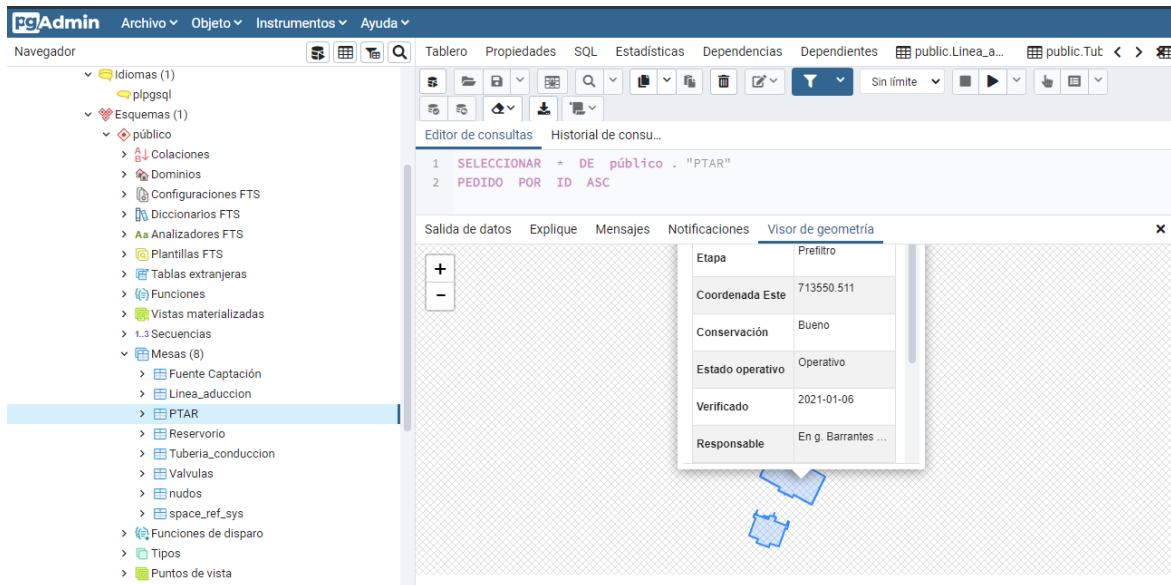 pgAdmin Archivo Objeto Instrumentos Ayuda
Navegador
Idiomas (1)
plpgsql
Esquemas (1)
público
Colaciones
Dominios
Configuraciones FTS
Diccionarios FTS
Aa Analizadores FTS
Plantillas FTS
Tablas extranjeras
Funciones
Vistas materializadas
1..3 Secuencias
Mesas (8)
Fuente Captación
Linea_aduccion
PTAR
Reservorio
Tuberia_conduccion
Valvulas
nudos
space_ref_sys
Funciones de disparo
Tipos
Puntos de vista
Tablero Propiedades SQL Estadísticas Dependencias Dependientes public.Linea_a... public.Tub
Sin límite
Editor de consultas Historial de consu...
1 SELECCIONAR * DE público . "PTAR"
2 PEDIDO POR ID ASC
Salida de datos Explique Mensajes Notificaciones Visor de geometría
+
−
Etapa Prefiltro
Coordenada Este 713550.511
Conservación Bueno
Estado operativo Operativo
Verificado 2021-01-06
Responsable En g. Barrantes ...